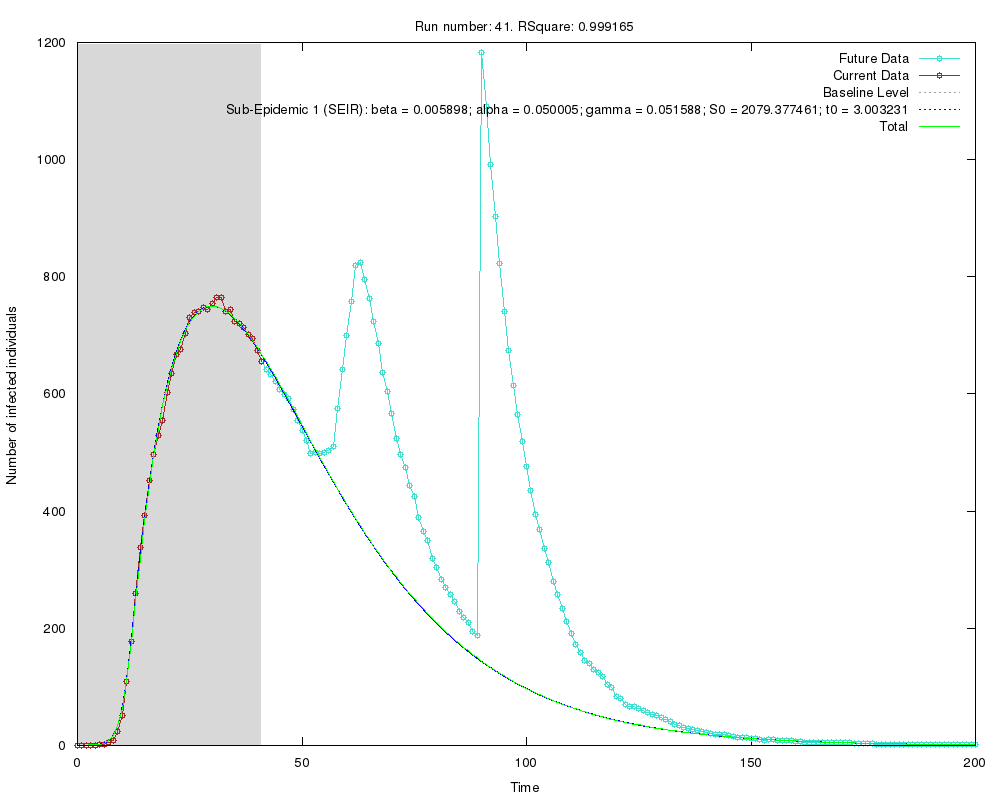 Run number: 41. RSquare: 0.999165
1200
Future Data
Current Data
Baseline Level
Sub-Epidemic 1 (SEIR): beta = 0.005898; alpha = 0.050005; gamma = 0.051588; S0 = 2079.377461; t0 = 3.003231
Total
1000
800
600
400
200
0
Number of infected individuals
0 50 100 150 200
Time